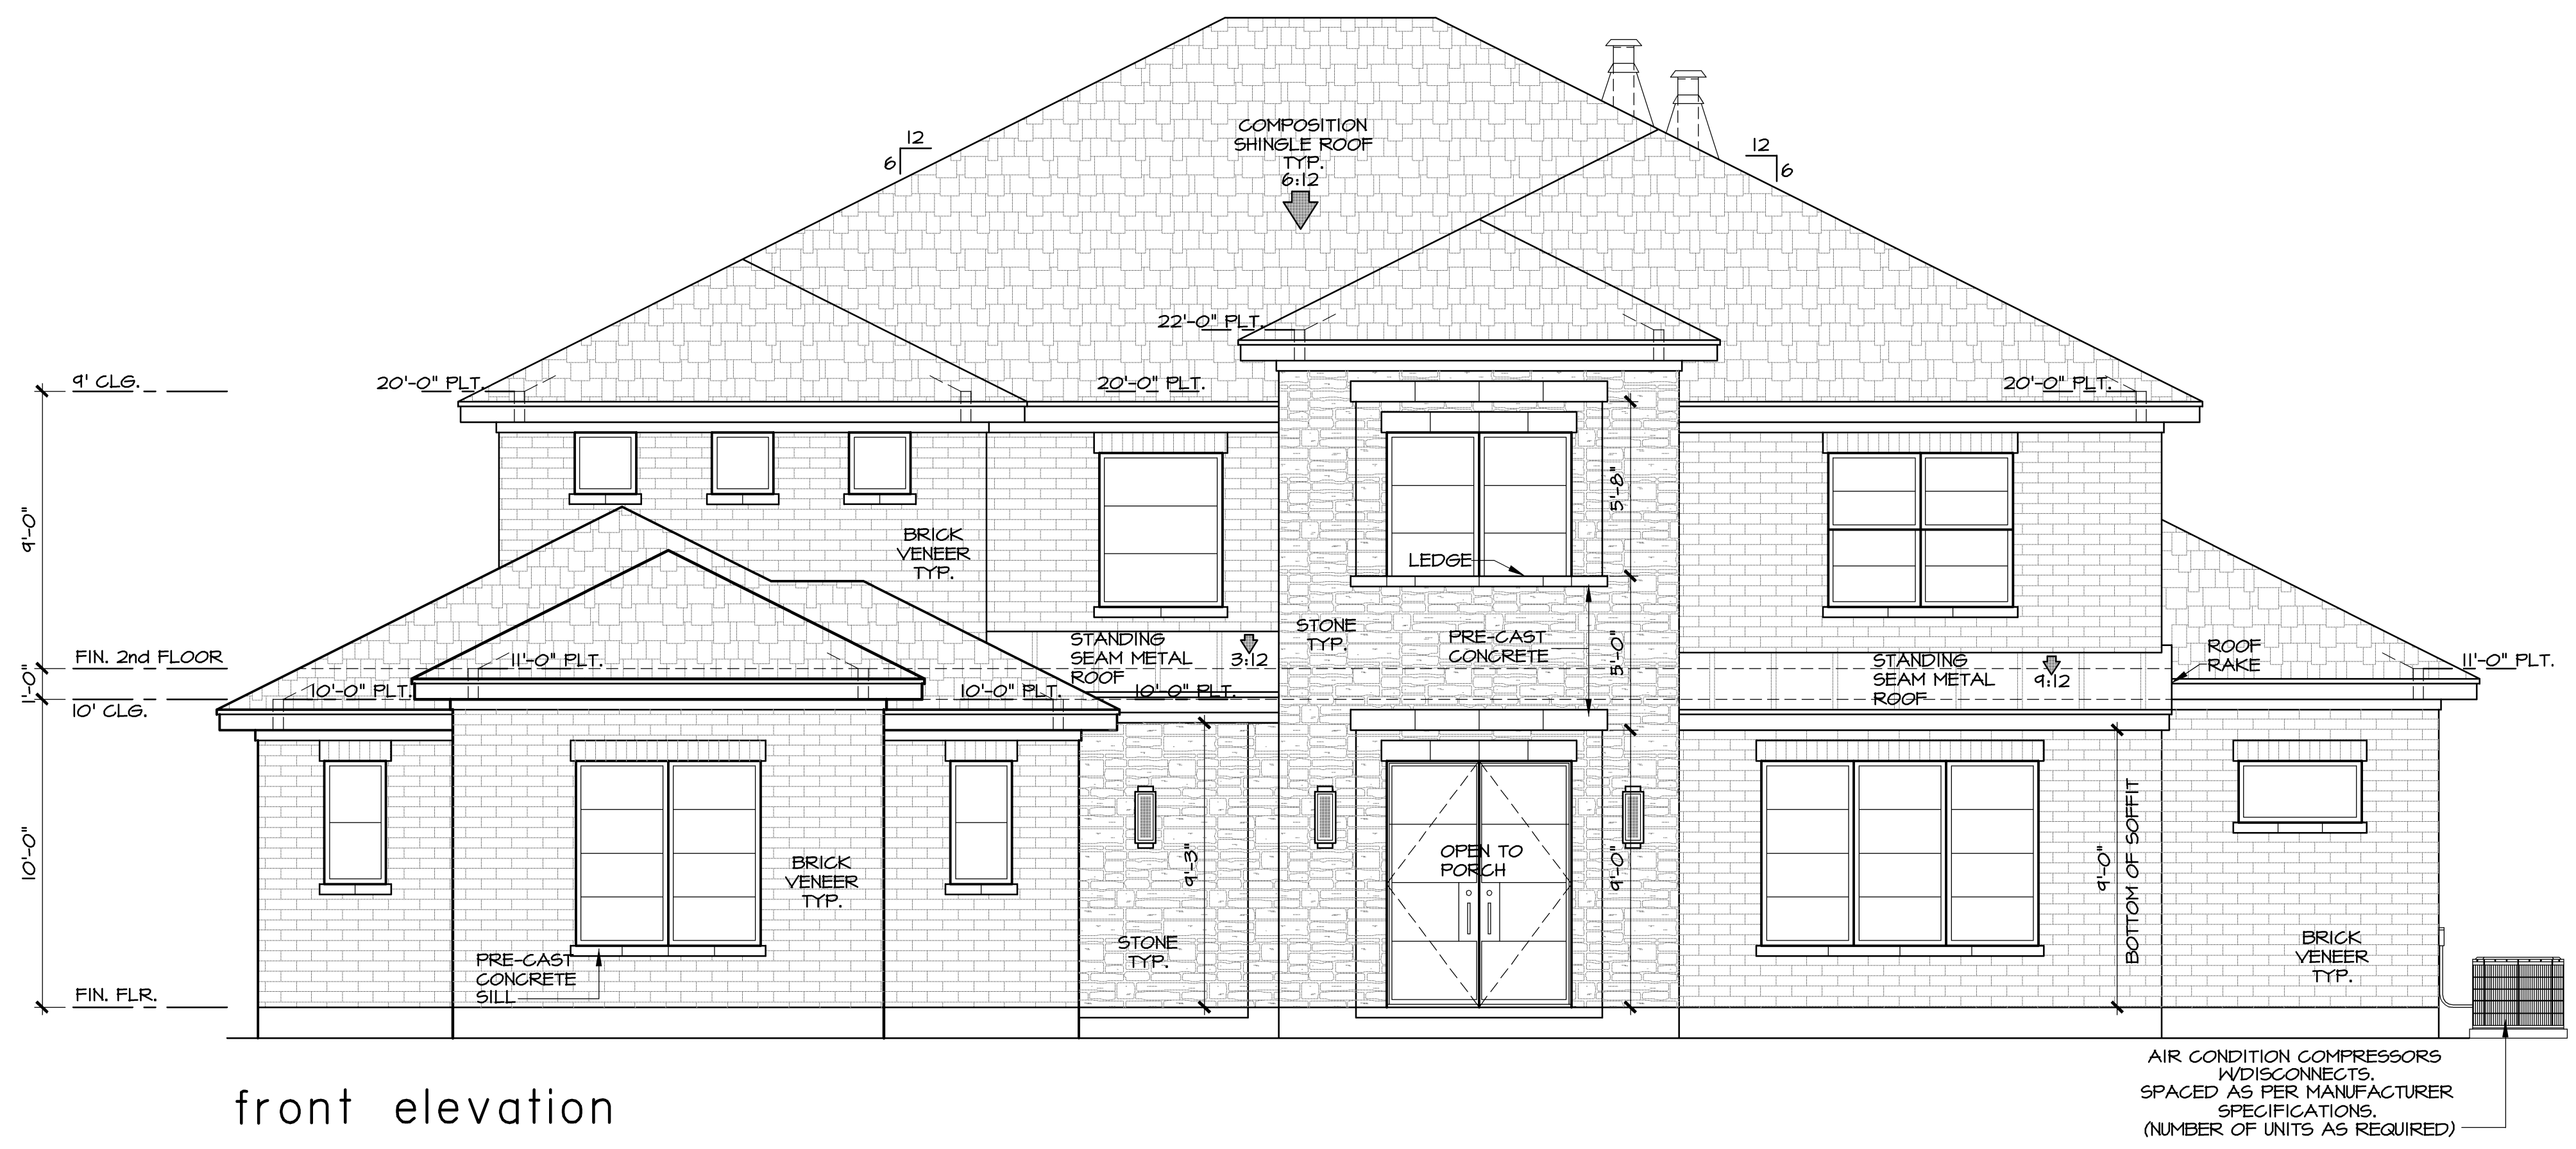 12
6
COMPOSITION
SHINGLE ROOF
TYP.
6:12
12
6
22'-0" PLT.
9' CLG.
20'-0" PLT.
20'-0" PLT.
20'-0" PLT.
9'-0"
5'-8"
BRICK
VENEER
TYP.
LEDGE
STONE
TYP.
PRE-CAST
CONCRETE
5'-0"
STANDING
SEAM METAL
ROOF
3:12
STANDING
SEAM METAL
ROOF
9:12
ROOF
RAKE
FIN. 2nd FLOOR
11'-0" PLT.
11'-0" PLT.
1'-0"
10'-0" PLT.
10'-0" PLT.
10'-0" PLT.
10' CLG.
10'-0"
BRICK
VENEER
TYP.
9'-3"
OPEN TO
PORCH
9'-0"
9'-0"
BOTTOM OF SOFFIT
STONE
TYP.
PRE-CAST
CONCRETE
SILL
BRICK
VENEER
TYP.
FIN. FLR.
AIR CONDITION COMPRESSORS
W/DISCONNECTS.
SPACED AS PER MANUFACTURER
SPECIFICATIONS.
(NUMBER OF UNITS AS REQUIRED)
front elevation